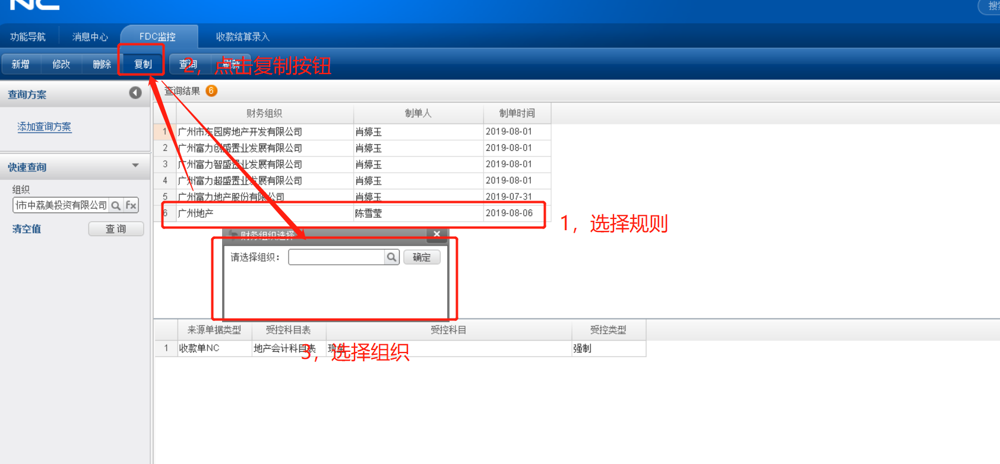 NC
搜索
功能导航 消息中心 FDC监控 收款结算录入
新增 修改 删除 复制 查询 刷新
2，点击复制按钮
查询方案
添加查询方案
快速查询
组织
市中荔美投资有限公司 fx
清空值 查询
查询结果 6
财务组织 制单人 制单时间
1 广州市东园房地产开发有限公司 肖婷玉 2019-08-01
2 广州富力创盛置业发展有限公司 肖婷玉 2019-08-01
3 广州富力智盛置业发展有限公司 肖婷玉 2019-08-01
4 广州富力超盛置业发展有限公司 肖婷玉 2019-08-01
5 广州富力地产股份有限公司 肖婷玉 2019-07-31
6 广州地产 陈雪莹 2019-08-06
1，选择规则
财务组织选择
请选择组织： 确定
来源单据类型 受控科目表 受控科目 受控类型
1 收款单NC 地产会计科目表 现金 强制
3，选择组织